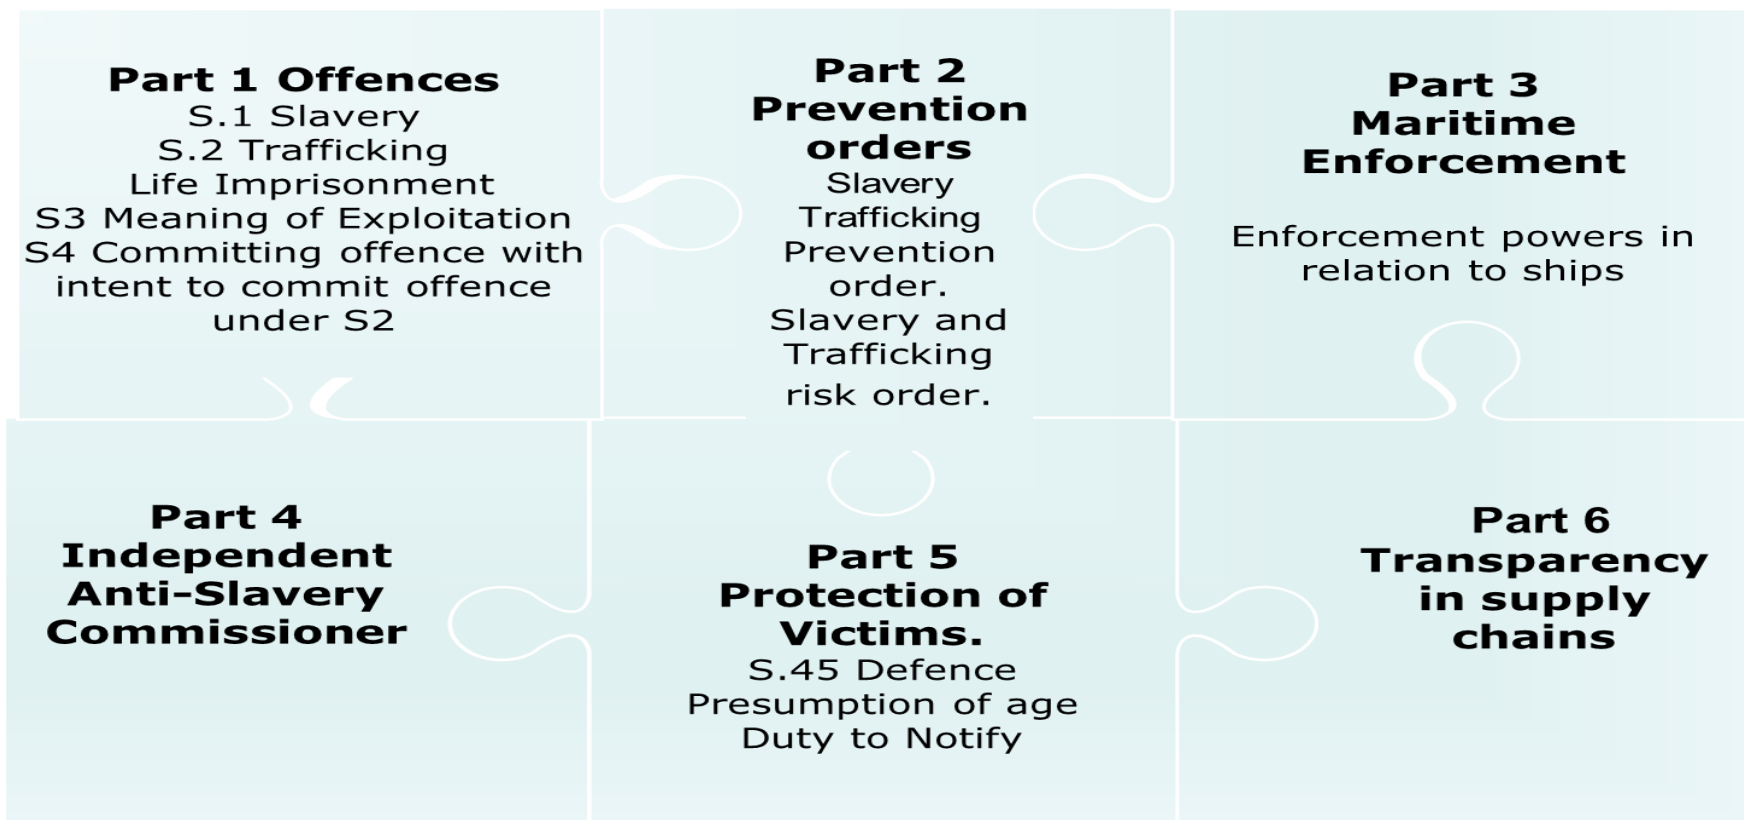 Part 1 Offences
S.1 Slavery
S.2 Trafficking
Life Imprisonment
S3 Meaning of Exploitation
S4 Committing offence with
intent to commit offence
under S2
Part 2
Prevention
orders
Slavery
Trafficking
Prevention
order.
Slavery and
Trafficking
risk order.
Part 3
Maritime
Enforcement
Enforcement powers in
relation to ships
Part 4
Independent
Anti-Slavery
Commissioner
Part 5
Protection of
Victims.
S.45 Defence
Presumption of age
Duty to Notify
Part 6
Transparency
in supply
chains